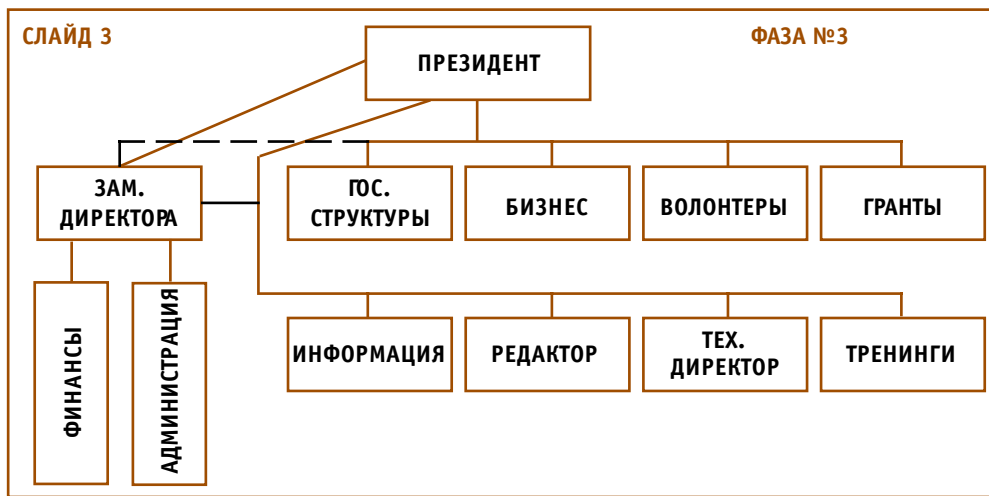 СЛАЙД 3
ФАЗА №3
ПРЕЗИДЕНТ
ЗАМ.
ДИРЕКТОРА
ГОС.
СТРУКТУРЫ
БИЗНЕС
ВОЛОНТЕРЫ
ГРАНТЫ
ФИНАНСЫ
АДМИНИСТРАЦИЯ
ИНФОРМАЦИЯ
РЕДАКТОР
ТЕХ.
ДИРЕКТОР
ТРЕНИНГИ